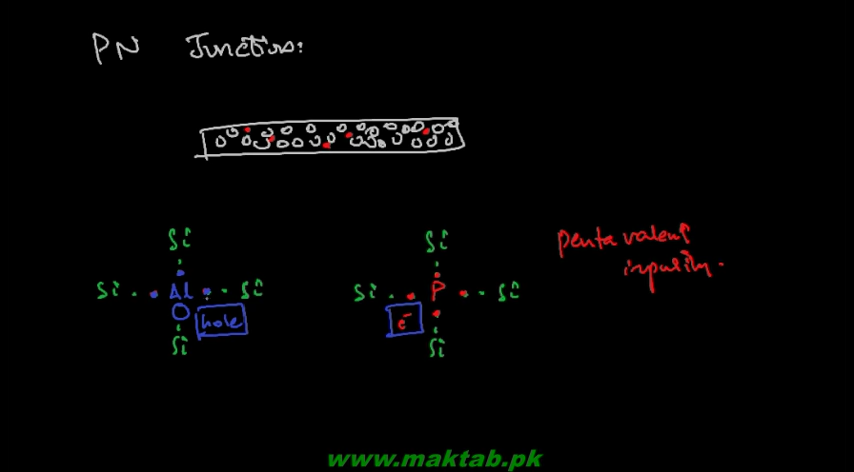 PN Junction:
Si Si
Si Al Si Si P Si
hole e-
Si Si
penta valent
impurity.
www.maktab.pk